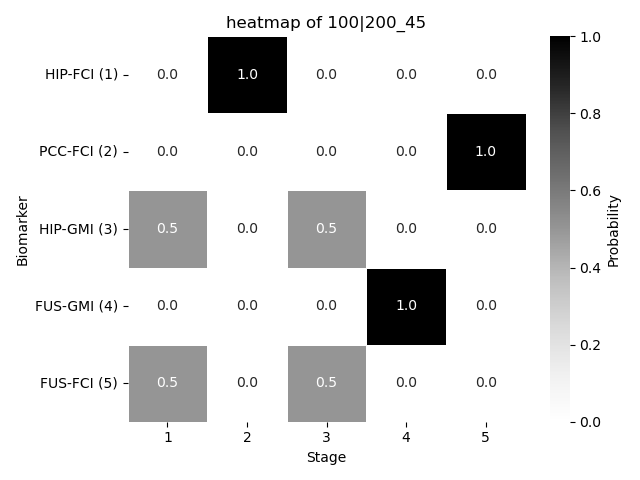 heatmap of 100|200_45
HIP-FCI (1) 0.0 1.0 0.0 0.0 0.0
PCC-FCI (2) 0.0 0.0 0.0 0.0 1.0
HIP-GMI (3) 0.5 0.0 0.5 0.0 0.0
FUS-GMI (4) 0.0 0.0 0.0 1.0 0.0
FUS-FCI (5) 0.5 0.0 0.5 0.0 0.0
1 2 3 4 5
Stage
Biomarker
1.0
0.8
0.6
0.4
0.2
0.0
Probability